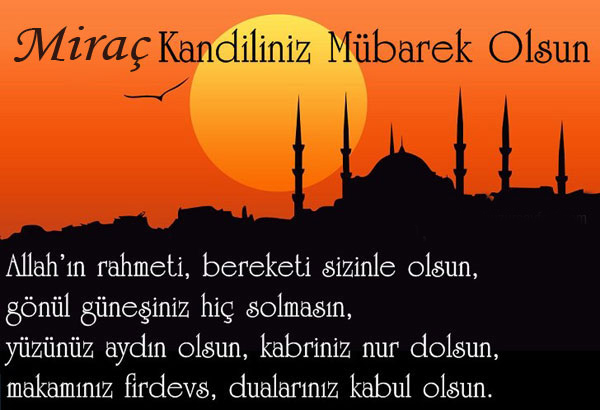 Miraç Kandiliniz Mübarek Olsun
Allah'ın rahmeti, bereketi sizinle olsun,
gönül güneşiniz hiç solmasın,
yüzünüz aydın olsun, kabriniz nur dolsun,
makamınız firdevs, dualarınız kabul olsun.